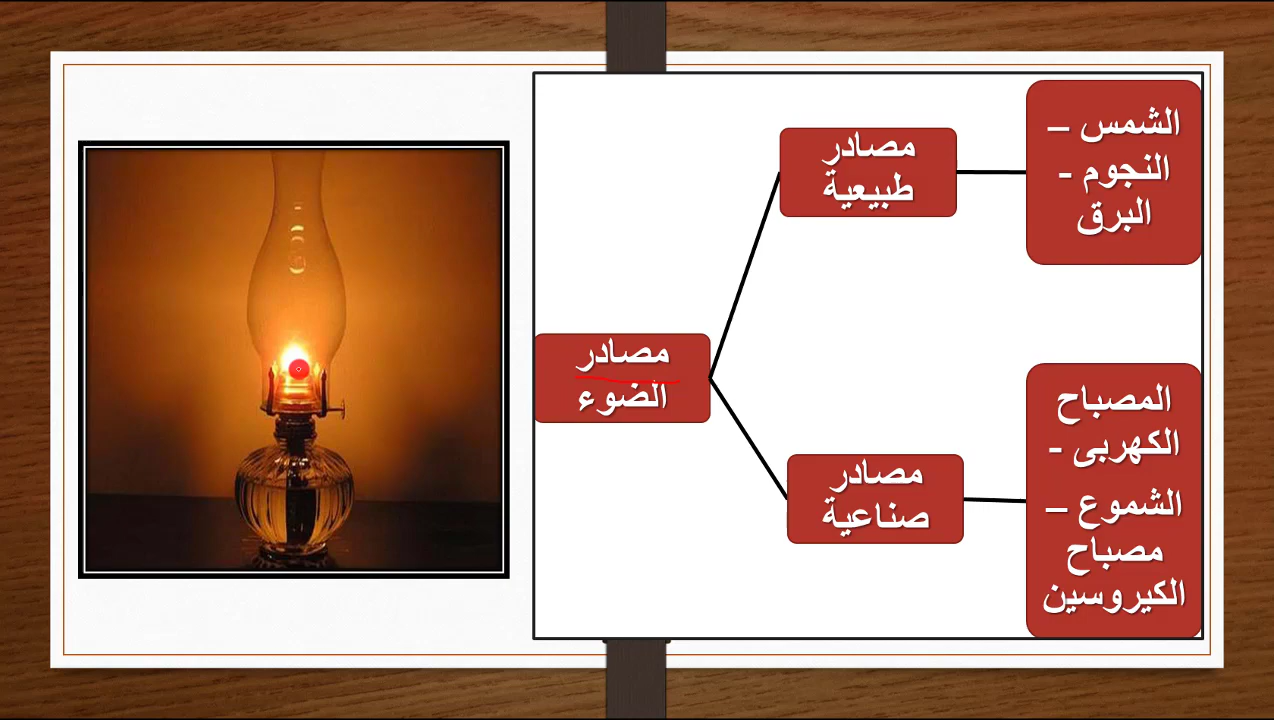 مصادر
الضوء
مصادر
طبيعية
الشمس –
النجوم -
البرق
مصادر
صناعية
المصباح
الكهربى -
الشموع –
مصباح
الكيروسين